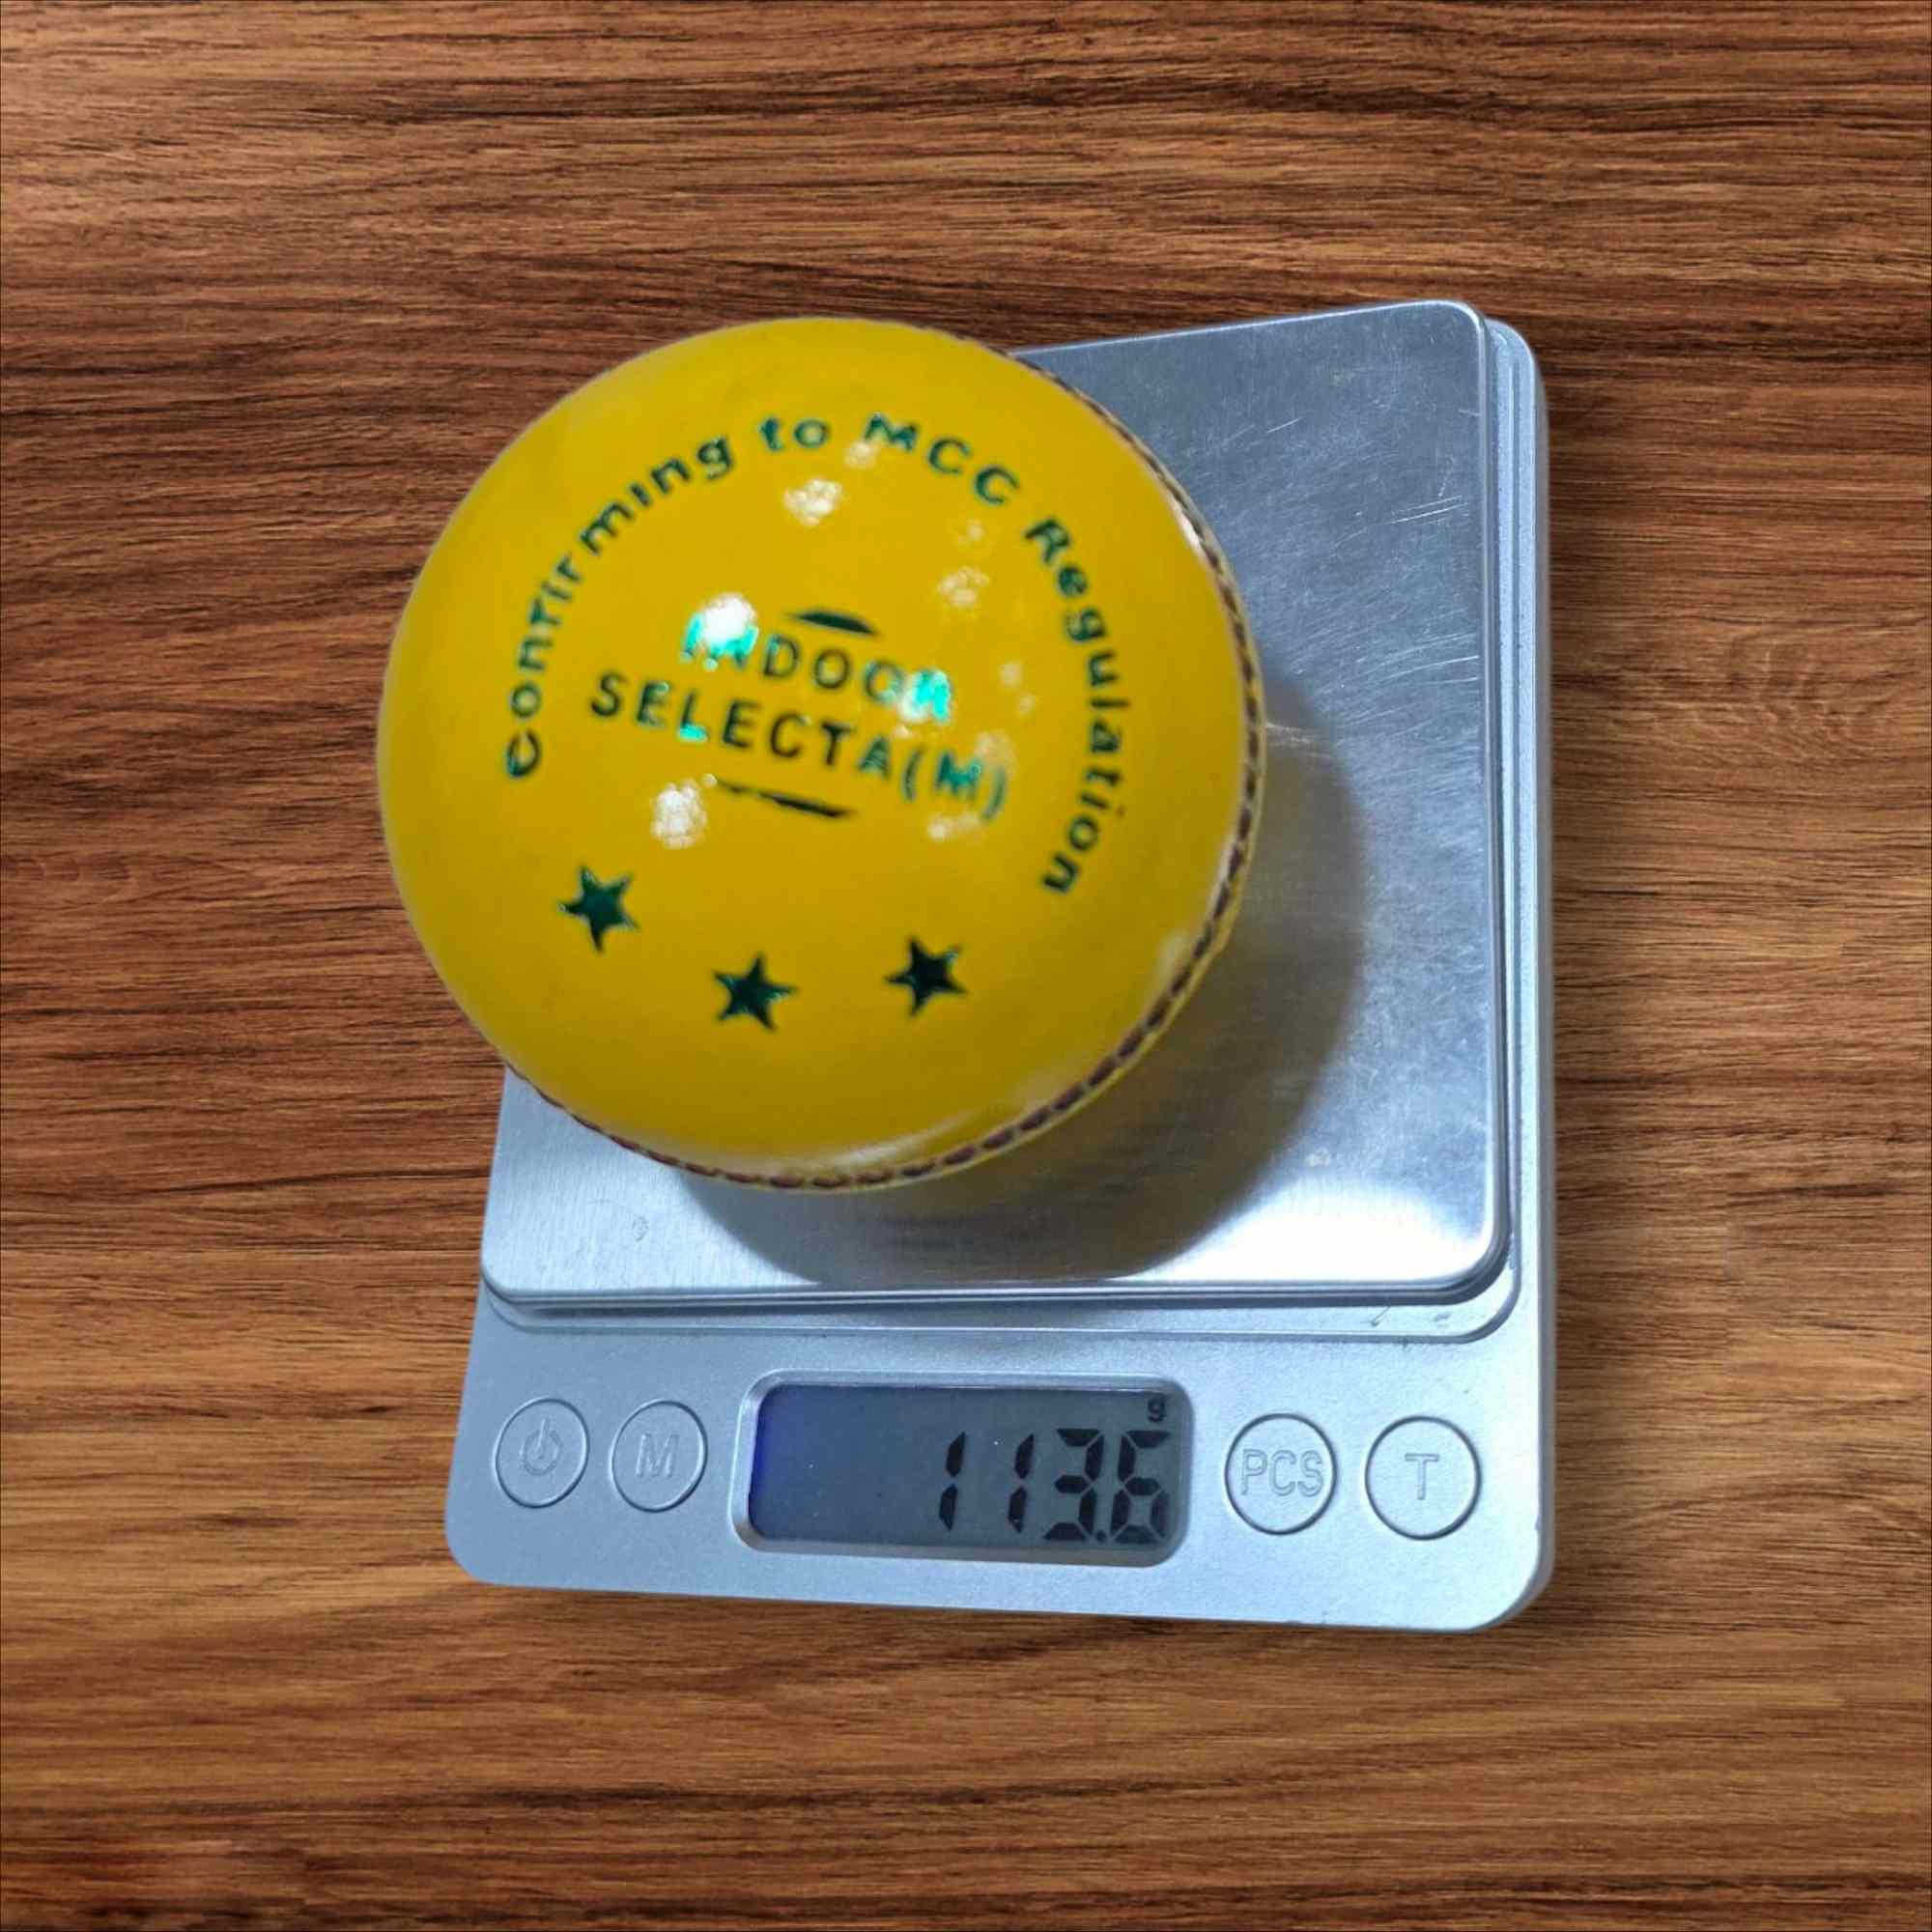 confirming to MCC Regulation
INDOOR
SELECTA(M)
g
113.6
M
PCS
T